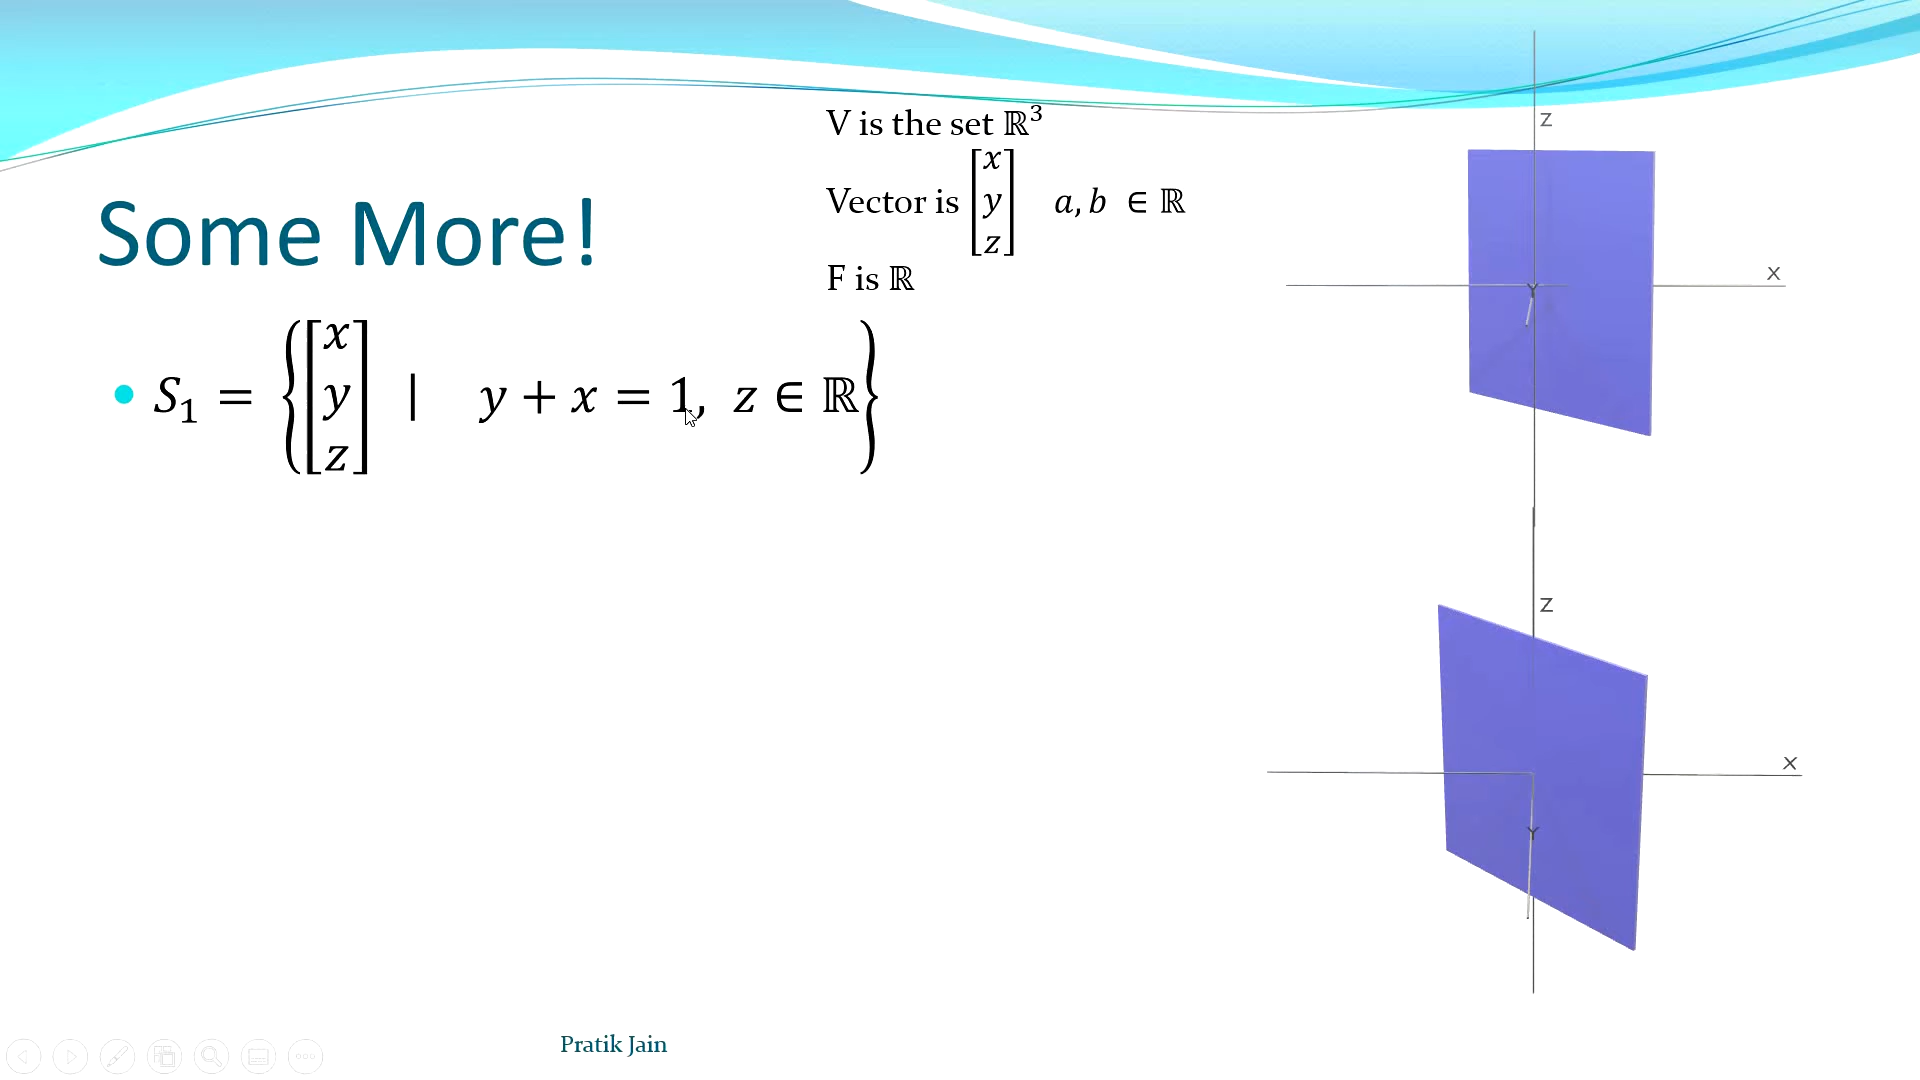 V is the set ℝ³
Vector is [x y z] a, b ∈ ℝ
F is ℝ
Some More!
• S₁ = {[x y z] | y + x = 1, z ∈ ℝ}
Z
X
Y
Z
X
Y
Pratik Jain